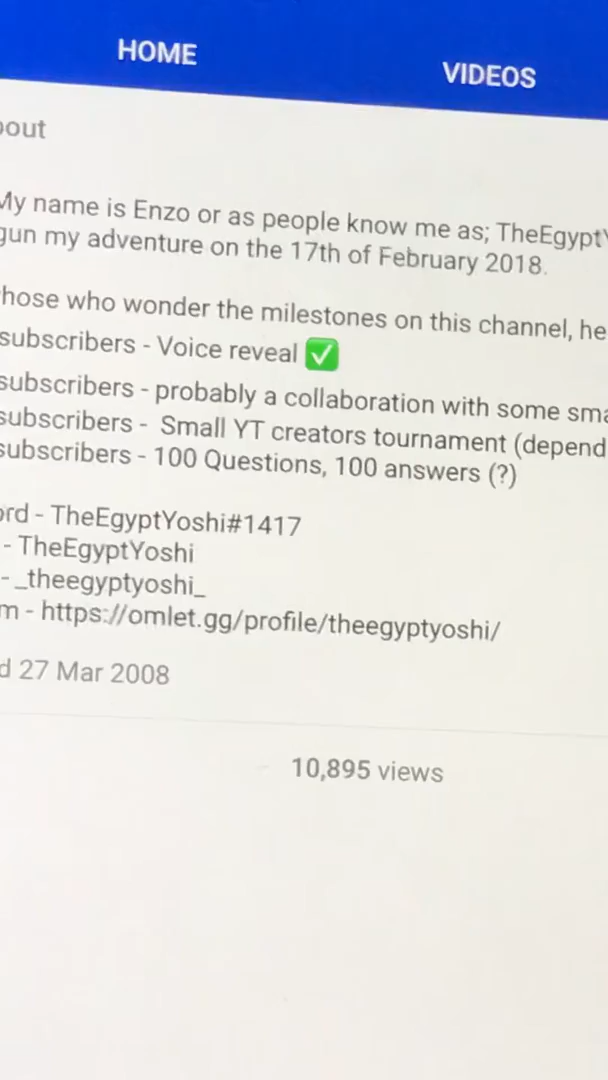 HOME
VIDEOS
out
My name is Enzo or as people know me as; TheEgyptY
gun my adventure on the 17th of February 2018.
hose who wonder the milestones on this channel, he
subscribers - Voice reveal ✅
subscribers - probably a collaboration with some sma
subscribers - Small YT creators tournament (depend
subscribers - 100 Questions, 100 answers (?)
ord - TheEgyptYoshi#1417
- TheEgyptYoshi
- _theegyptyoshi_
m - https://omlet.gg/profile/theegyptyoshi/
d 27 Mar 2008
10,895 views